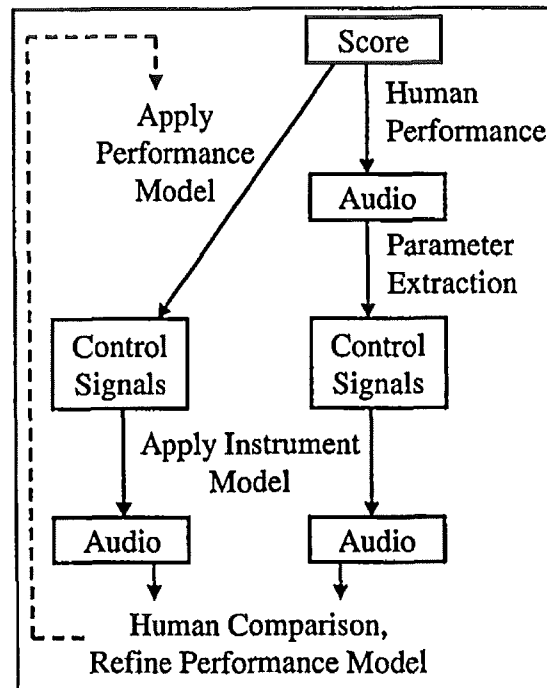 Score
Human
Performance
Apply
Performance
Model
Audio
Parameter
Extraction
Control
Signals
Control
Signals
Apply Instrument
Model
Audio
Audio
Human Comparison,
Refine Performance Model